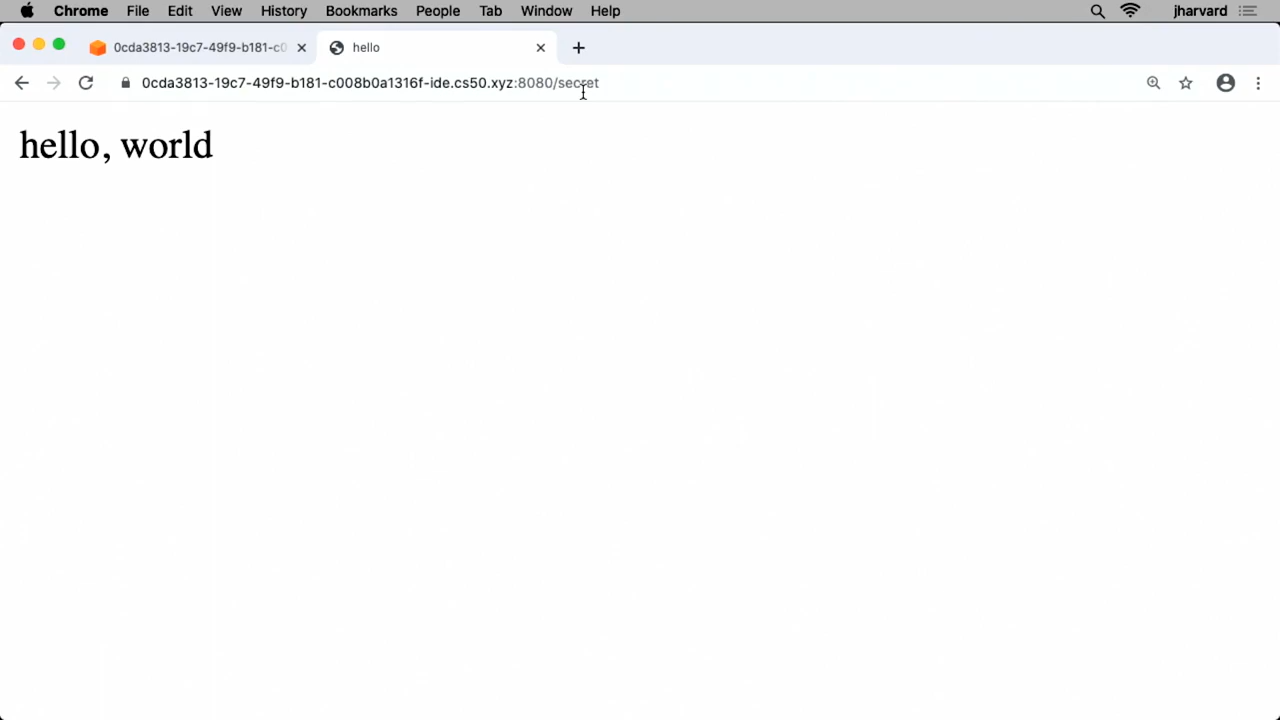 Chrome File Edit View History Bookmarks People Tab Window Help jharvard
0cda3813-19c7-49f9-b181-c0 hello
0cda3813-19c7-49f9-b181-c008b0a1316f-ide.cs50.xyz:8080/secret
hello, world